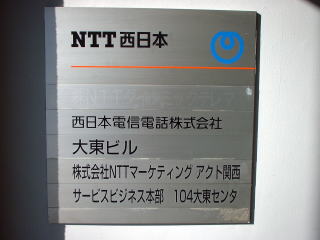 NTT西日本
西日本電信電話株式会社
大東ビル
株式会社NTTマーケティング アクト関西
サービスビジネス本部 104大東センタ